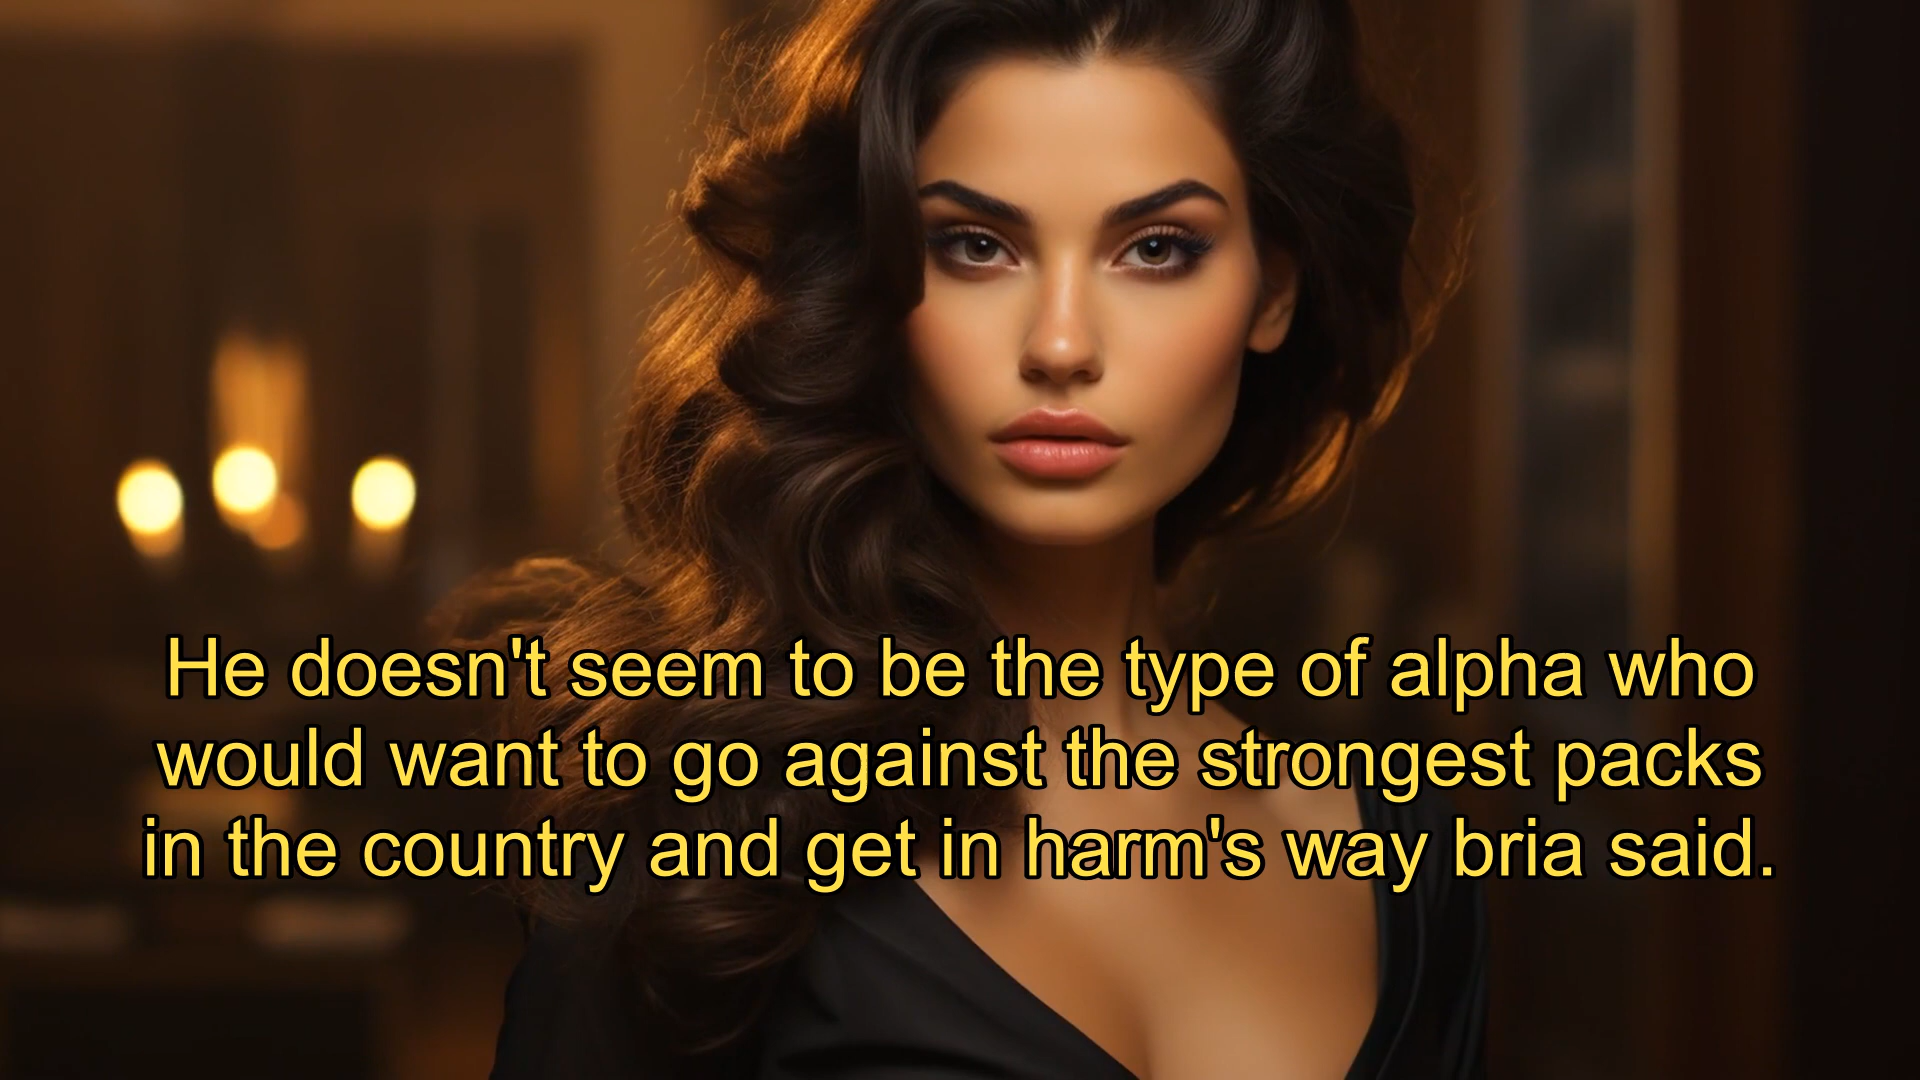 He doesn't seem to be the type of alpha who
would want to go against the strongest packs
in the country and get in harm's way bria said.